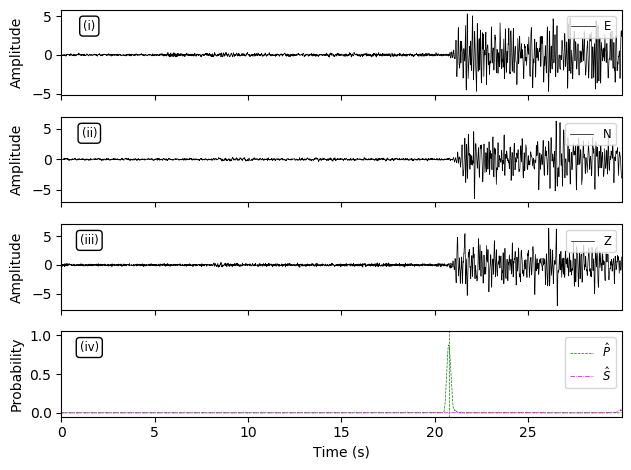 5
0
−5
Amplitude
(i)
E
5
0
−5
Amplitude
(ii)
N
5
0
−5
Amplitude
(iii)
Z
1.0
0.5
0.0
Probability
(iv)
P̂
Ŝ
0 5 10 15 20 25
Time (s)